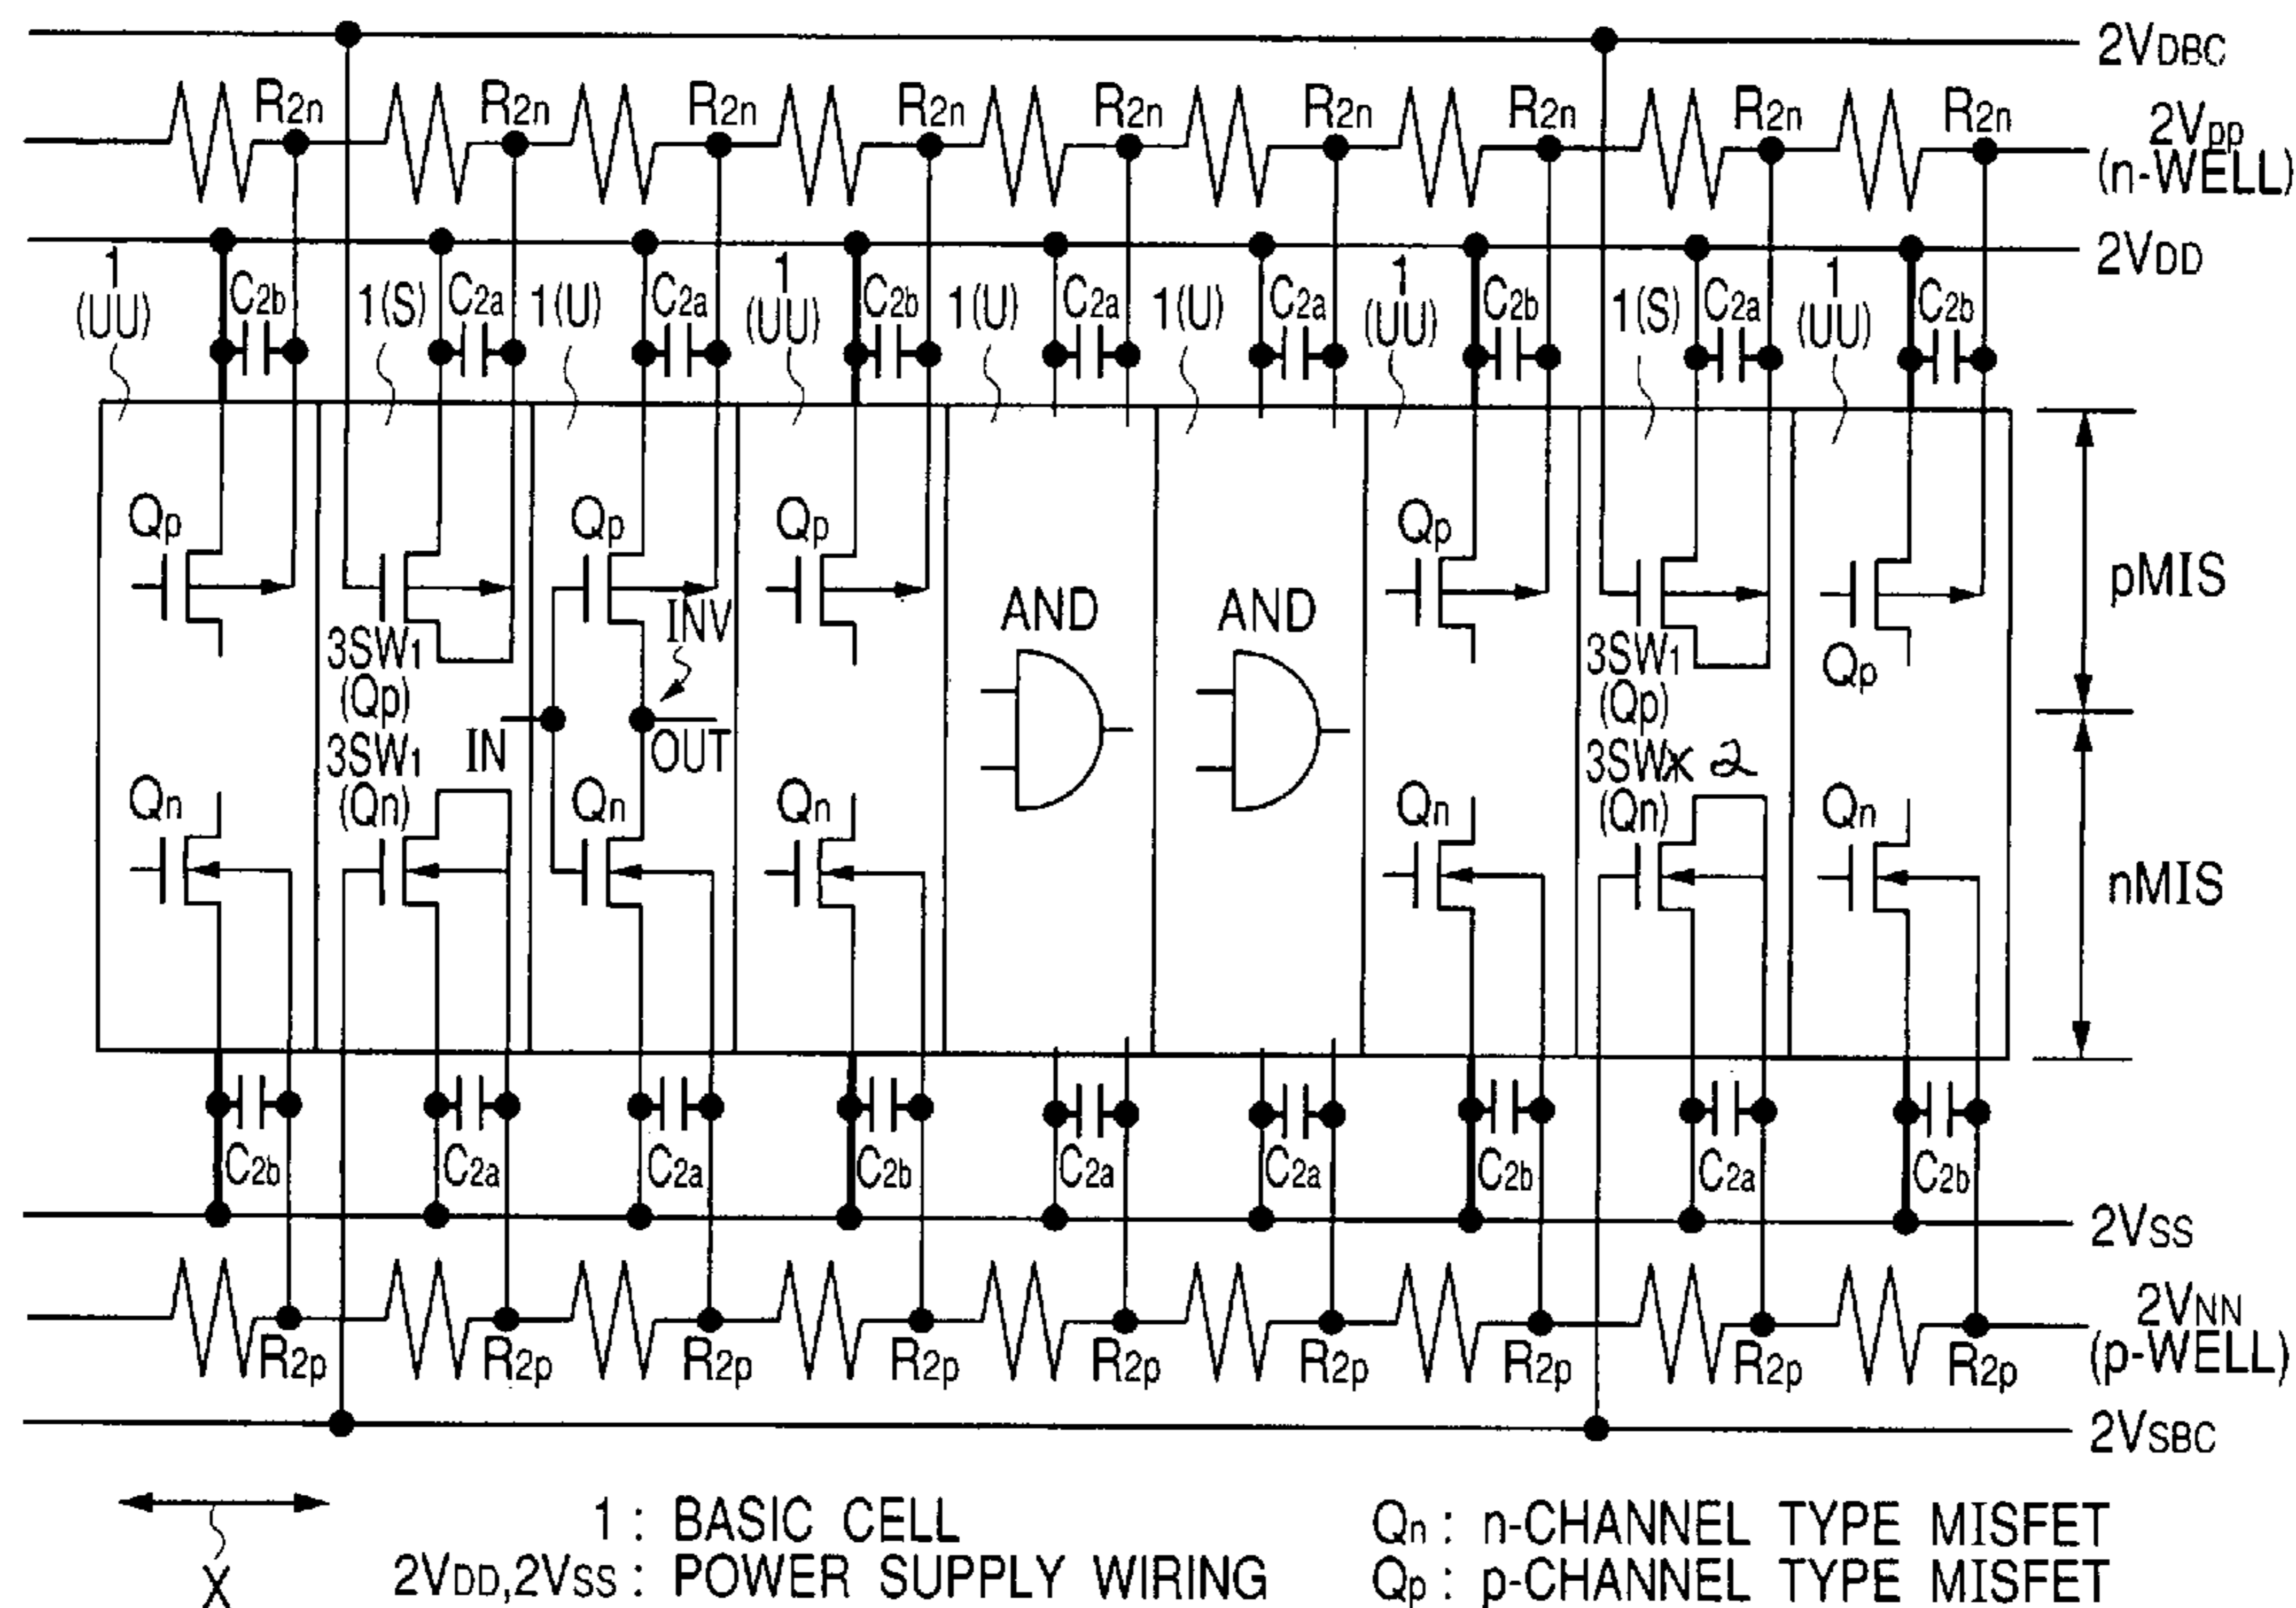 2VDBC
R2n R2n R2n R2n R2n R2n R2n R2n R2n
2Vpp
(n-WELL)
2VDD
1
(UU)
C2b
1(S)
C2a
1(U)
C2a
1
(UU)
C2b
1(U)
C2a
1(U)
C2a
1
(UU)
C2b
1(S)
C2a
1
(UU)
C2b
Qp
3SW1
(Qp)
Qp
INV
Qp
AND
AND
Qp
3SW1
(Qp)
Qp
pMIS
IN
OUT
Qn
3SW1
(Qn)
Qn
Qn
Qn
3SWx 2
(Qn)
Qn
nMIS
C2b C2a C2a C2b C2a C2a C2b C2a C2b
2VSS
R2p R2p R2p R2p R2p R2p R2p R2p R2p
2VNN
(p-WELL)
2VSBC
X
1 : BASIC CELL
2VDD,2VSS : POWER SUPPLY WIRING
Qn : n-CHANNEL TYPE MISFET
Qp : p-CHANNEL TYPE MISFET